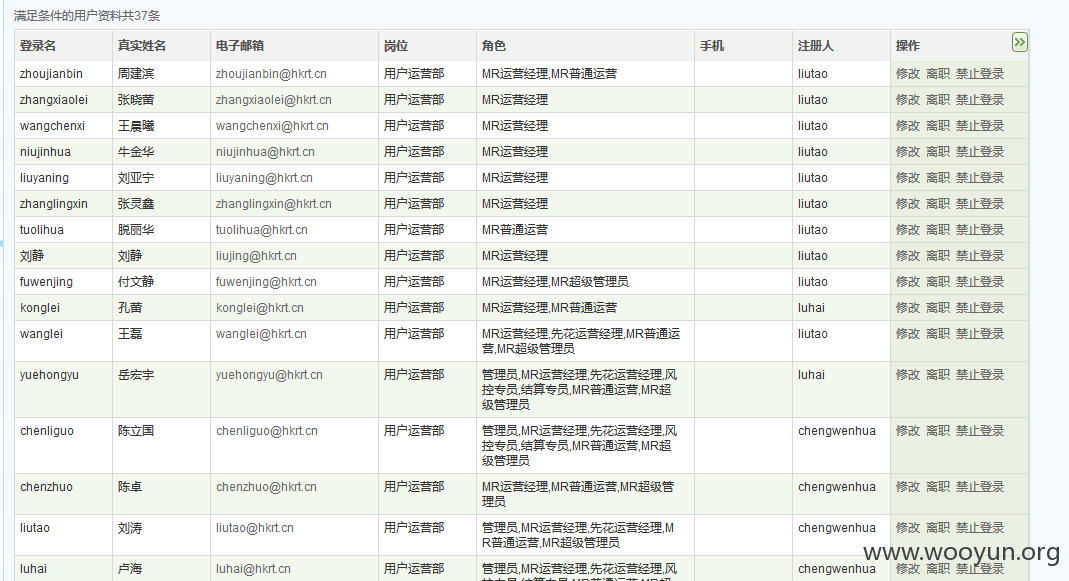 满足条件的用户资料共37条
登录名 真实姓名 电子邮箱 岗位 角色 手机 注册人 操作
zhoujianbin 周建滨 zhoujianbin@hkrt.cn 用户运营部 MR运营经理,MR普通运营 liutao 修改 离职 禁止登录
zhangxiaolei 张晓蕾 zhangxiaolei@hkrt.cn 用户运营部 MR运营经理 liutao 修改 离职 禁止登录
wangchenxi 王晨曦 wangchenxi@hkrt.cn 用户运营部 MR运营经理 liutao 修改 离职 禁止登录
niujinhua 牛金华 niujinhua@hkrt.cn 用户运营部 MR运营经理 liutao 修改 离职 禁止登录
liuyaning 刘亚宁 liuyaning@hkrt.cn 用户运营部 MR运营经理 liutao 修改 离职 禁止登录
zhanglingxin 张灵鑫 zhanglingxin@hkrt.cn 用户运营部 MR运营经理 liutao 修改 离职 禁止登录
tuolihua 脱丽华 tuolihua@hkrt.cn 用户运营部 MR普通运营 liutao 修改 离职 禁止登录
刘静 刘静 liujing@hkrt.cn 用户运营部 MR运营经理 liutao 修改 离职 禁止登录
fuwenjing 付文静 fuwenjing@hkrt.cn 用户运营部 MR运营经理,MR超级管理员 liutao 修改 离职 禁止登录
konglei 孔蕾 konglei@hkrt.cn 用户运营部 MR运营经理,MR普通运营 luhai 修改 离职 禁止登录
wanglei 王磊 wanglei@hkrt.cn 用户运营部 MR运营经理,先花运营经理,MR普通运 liutao 修改 离职 禁止登录
营,MR超级管理员
yuehongyu 岳宏宇 yuehongyu@hkrt.cn 用户运营部 管理员,MR运营经理,先花运营经理,风 luhai 修改 离职 禁止登录
控专员,结算专员,MR普通运营,MR超
级管理员
chenliguo 陈立国 chenliguo@hkrt.cn 用户运营部 管理员,MR运营经理,先花运营经理,风 chengwenhua 修改 离职 禁止登录
控专员,结算专员,MR普通运营,MR超
级管理员
chenzhuo 陈卓 chenzhuo@hkrt.cn 用户运营部 MR运营经理,MR普通运营,MR超级管 chengwenhua 修改 离职 禁止登录
理员
liutao 刘涛 liutao@hkrt.cn 用户运营部 管理员,MR运营经理,先花运营经理,M chengwenhua 修改 离职 禁止登录
R普通运营,MR超级管理员
luhai 卢海 luhai@hkrt.cn 用户运营部 管理员,MR运营经理,先花运营经理,风 chengwenhua 修改 离职 禁止登录
www.wooyun.org